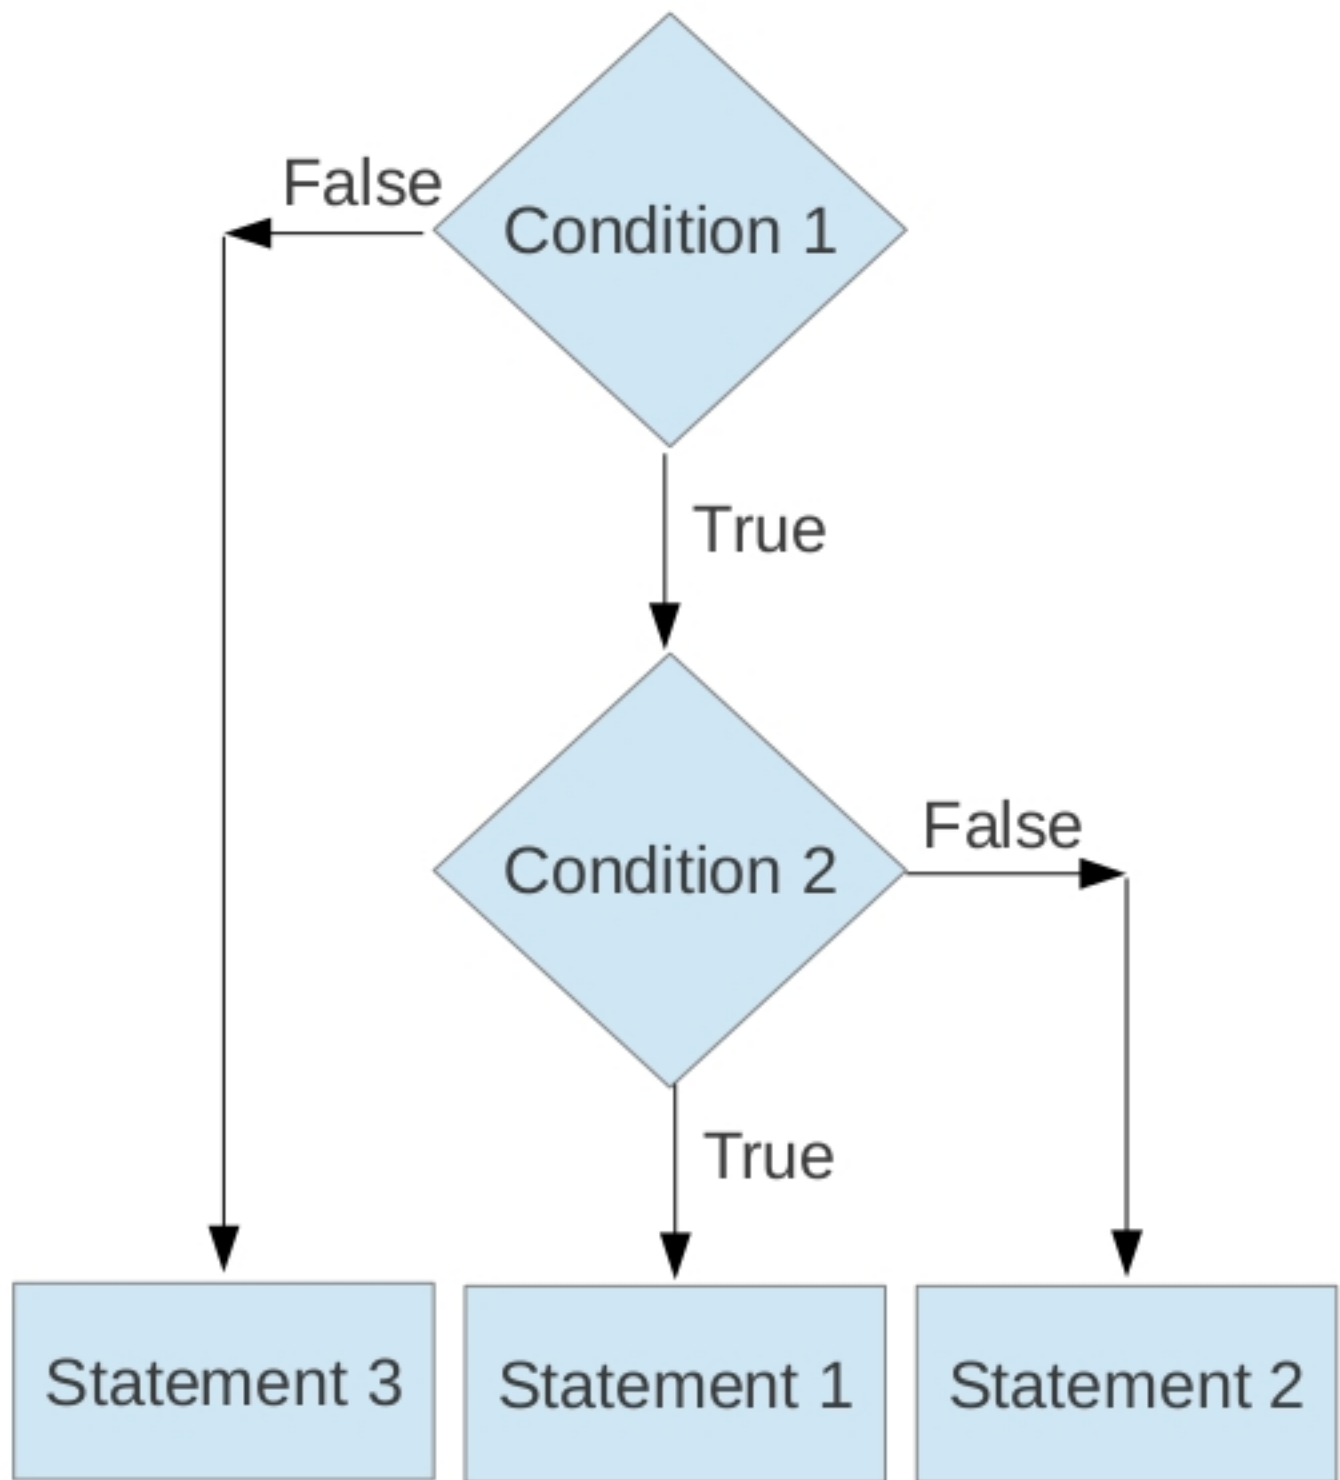 False
Condition 1
True
False
Condition 2
True
Statement 3
Statement 1
Statement 2